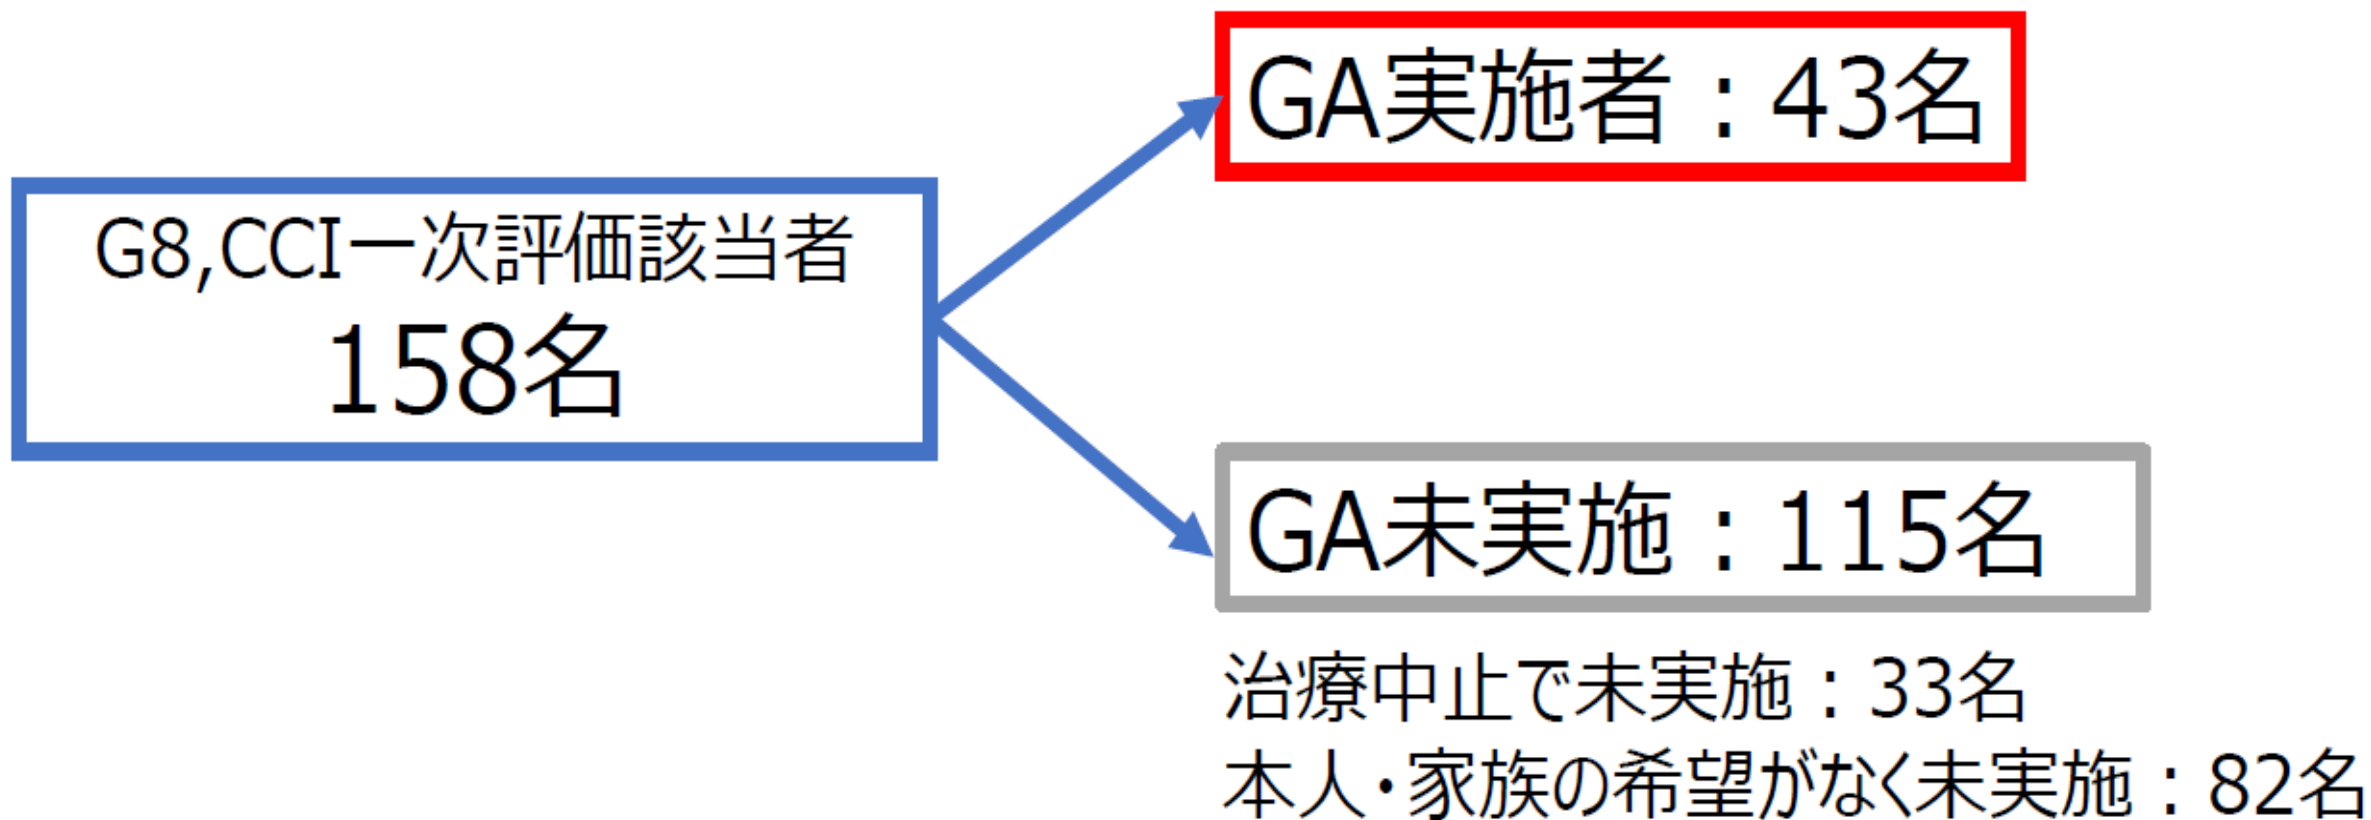 GA実施者：43名
G8,CCI一次評価該当者
158名
GA未実施：115名
治療中止で未実施：33名
本人・家族の希望がなく未実施：82名